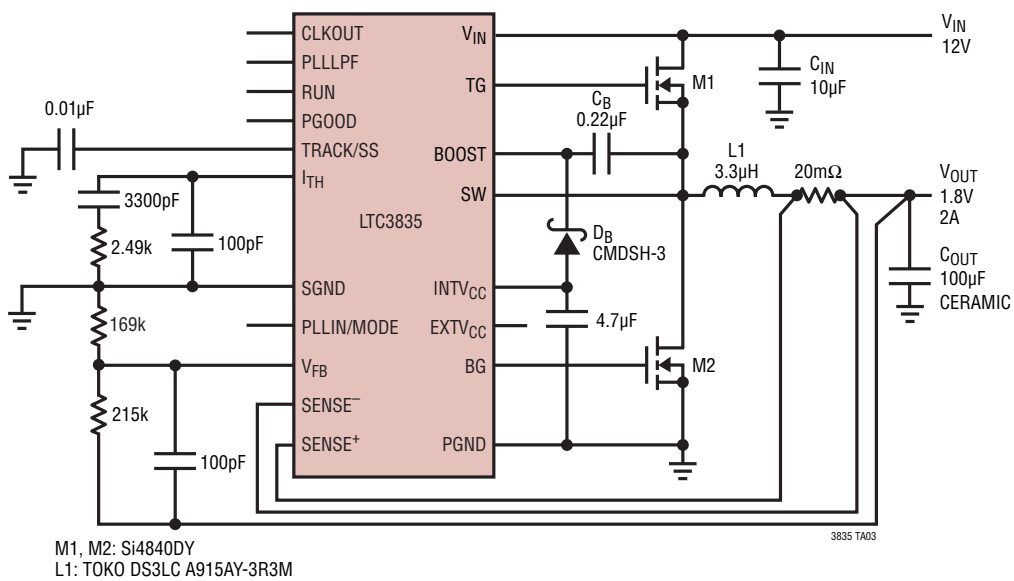 CLKOUT
PLLLPF
RUN
PGOOD
TRACK/SS
ITH
SGND
PLLIN/MODE
VFB
SENSE–
SENSE+
LTC3835
VIN
TG
BOOST
SW
INTVCC
EXTVCC
BG
PGND
0.01µF
3300pF
2.49k
100pF
169k
215k
100pF
VIN
12V
CIN
10µF
M1
CB
0.22µF
L1
3.3µH
20mΩ
VOUT
1.8V
2A
DB
CMDSH-3
COUT
100µF
CERAMIC
4.7µF
M2
3835 TA03
M1, M2: Si4840DY
L1: TOKO DS3LC A915AY-3R3M